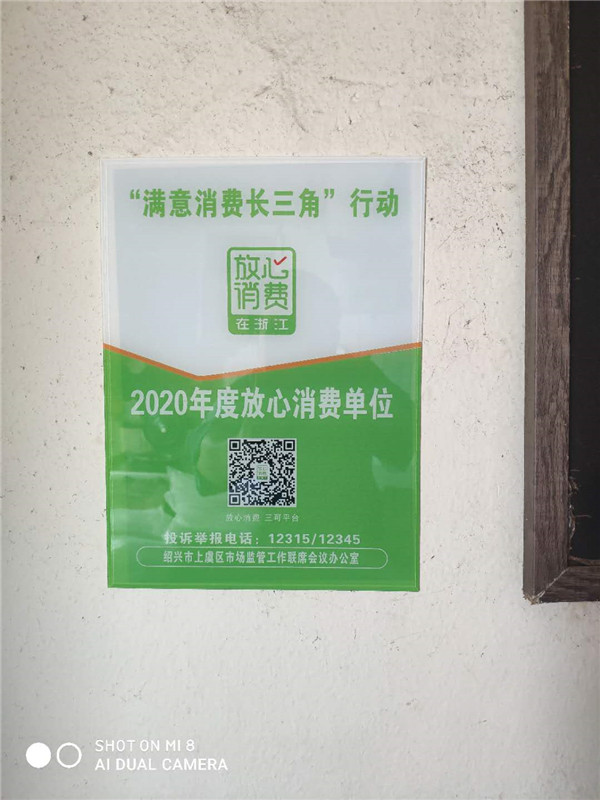 “满意消费长三角”行动
放心
消费
在浙江
2020年度放心消费单位
放心消费 三可平台
投诉举报电话：12315/12345
绍兴市上虞区市场监管工作联席会议办公室
SHOT ON MI 8
AI DUAL CAMERA